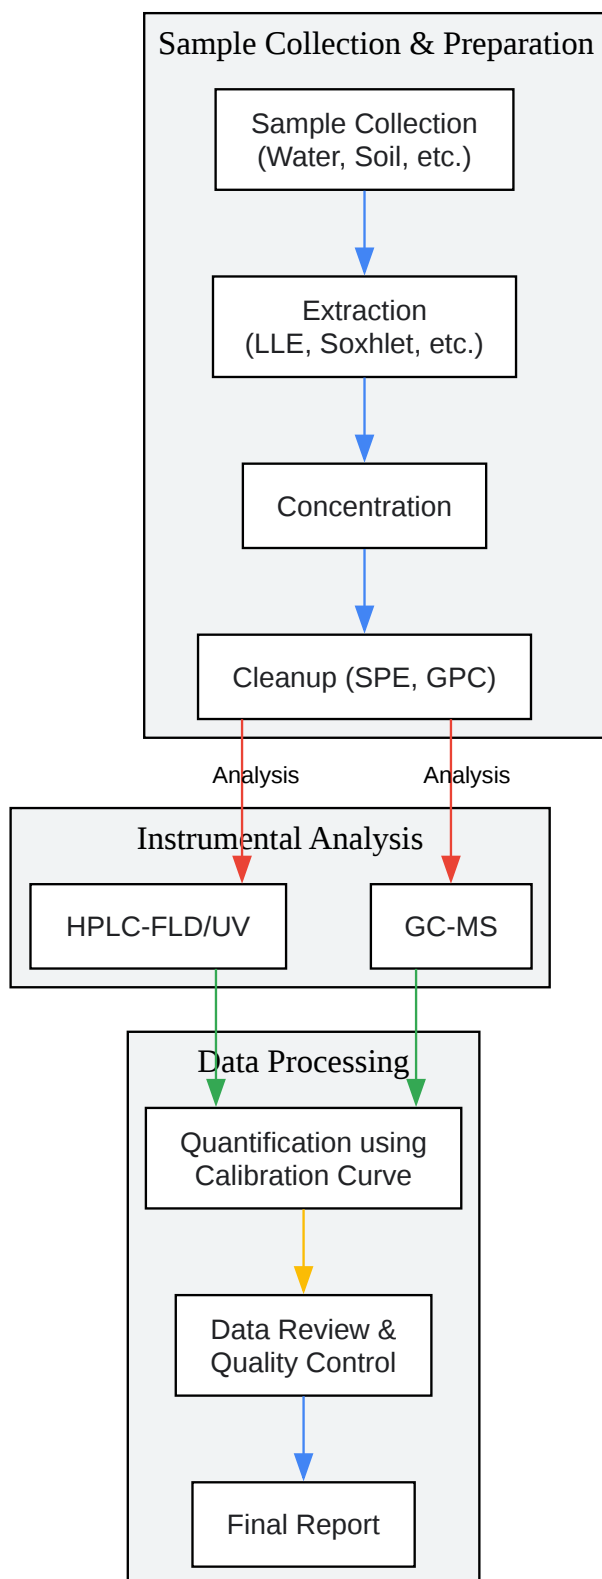 Sample Collection & Preparation
Sample Collection
(Water, Soil, etc.)
Extraction
(LLE, Soxhlet, etc.)
Concentration
Cleanup (SPE, GPC)
Analysis
Analysis
Instrumental Analysis
HPLC-FLD/UV
GC-MS
Data Processing
Quantification using
Calibration Curve
Data Review &
Quality Control
Final Report